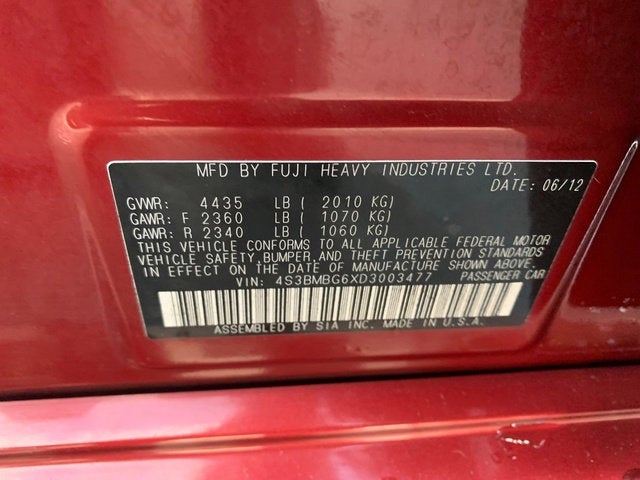 MFD BY FUJI HEAVY INDUSTRIES LTD.
DATE: 06/12
GVWR: 4435 LB ( 2010 KG)
GAWR: F 2360 LB ( 1070 KG)
GAWR: R 2340 LB ( 1060 KG)
THIS VEHICLE CONFORMS TO ALL APPLICABLE FEDERAL MOTOR
VEHICLE SAFETY, BUMPER, AND THEFT PREVENTION STANDARDS
IN EFFECT ON THE DATE OF MANUFACTURE SHOWN ABOVE.
VIN: 4S3BMBG6XD3003477 PASSENGER CAR
ASSEMBLED BY SIA INC. MADE IN U.S.A.